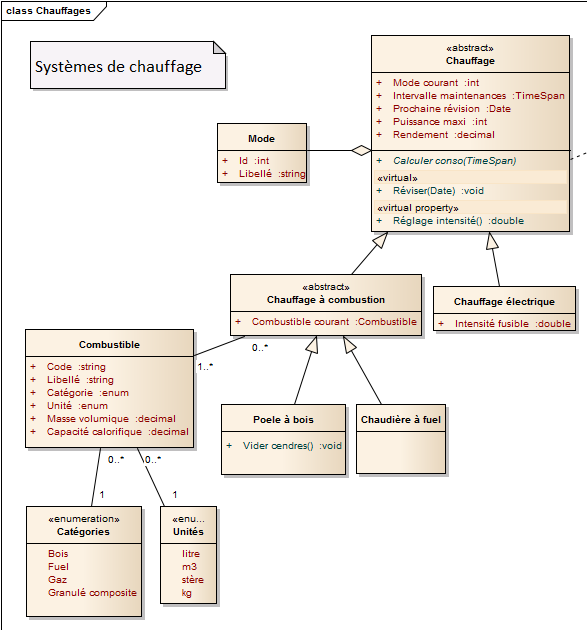 class Chauffages
Systèmes de chauffage
«abstract»
Chauffage
+ Mode courant :int
+ Intervalle maintenances :TimeSpan
+ Prochaine révision :Date
+ Puissance maxi :int
+ Rendement :decimal
+ Calculer conso(TimeSpan)
«virtual»
+ Réviser(Date) :void
«virtual property»
+ Réglage intensité() :double
Mode
+ Id :int
+ Libellé :string
«abstract»
Chauffage à combustion
+ Combustible courant :Combustible
Chauffage électrique
+ Intensité fusible :double
Combustible
+ Code :string
+ Libellé :string
+ Catégorie :enum
+ Unité :enum
+ Masse volumique :decimal
+ Capacité calorifique :decimal
0..*
1..*
Poele à bois
+ Vider cendres() :void
Chaudière à fuel
0..*
0..*
1
1
«enumeration»
Catégories
Bois
Fuel
Gaz
Granulé composite
«enu...
Unités
litre
m3
stère
kg